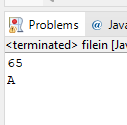 Problems @ Java
<terminated> filein [Jav
65
A